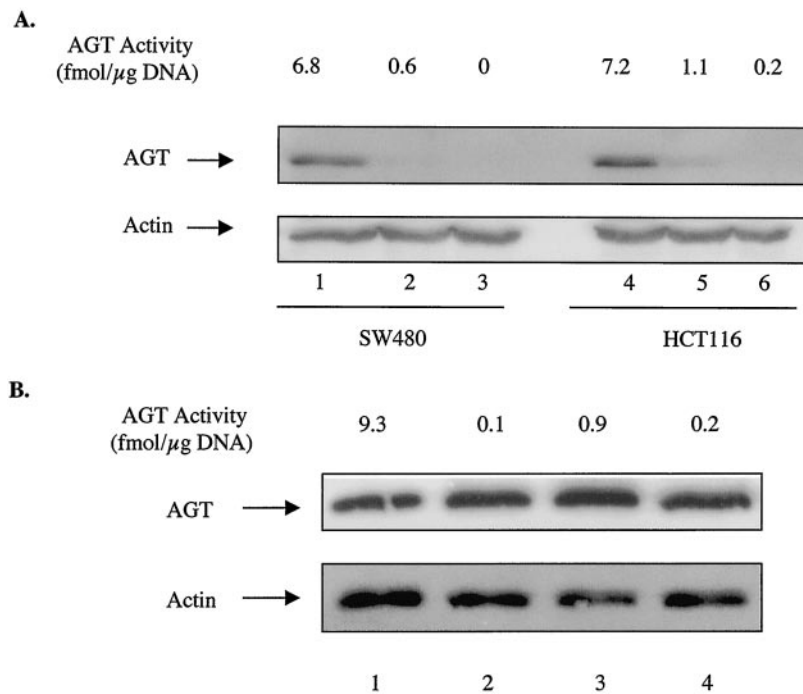 A.
AGT Activity
(fmol/µg DNA)
6.8 0.6 0 7.2 1.1 0.2
AGT
Actin
1 2 3 4 5 6
SW480 HCT116
B.
AGT Activity
(fmol/µg DNA)
9.3 0.1 0.9 0.2
AGT
Actin
1 2 3 4